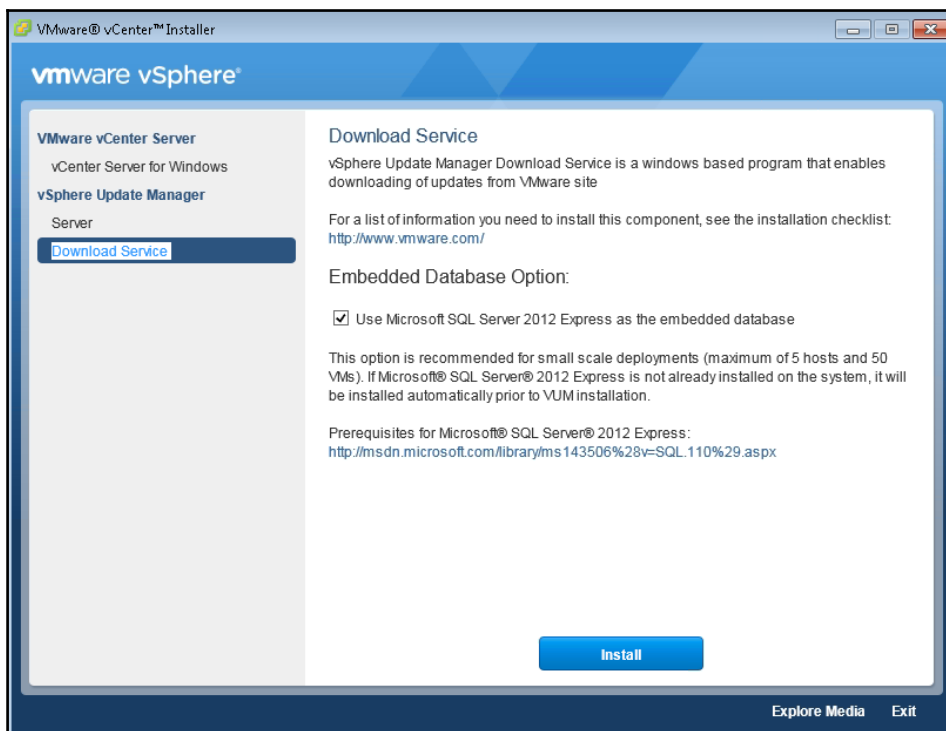 VMware® vCenter™ Installer
vmware vSphere®
VMware vCenter Server
vCenter Server for Windows
vSphere Update Manager
Server
Download Service
Download Service
vSphere Update Manager Download Service is a windows based program that enables
downloading of updates from VMware site
For a list of information you need to install this component, see the installation checklist:
http://www.vmware.com/
Embedded Database Option:
Use Microsoft SQL Server 2012 Express as the embedded database
This option is recommended for small scale deployments (maximum of 5 hosts and 50
VMs). If Microsoft® SQL Server® 2012 Express is not already installed on the system, it will
be installed automatically prior to VUM installation.
Prerequisites for Microsoft® SQL Server® 2012 Express:
http://msdn.microsoft.com/library/ms143506%28v=SQL.110%29.aspx
Install
Explore Media Exit